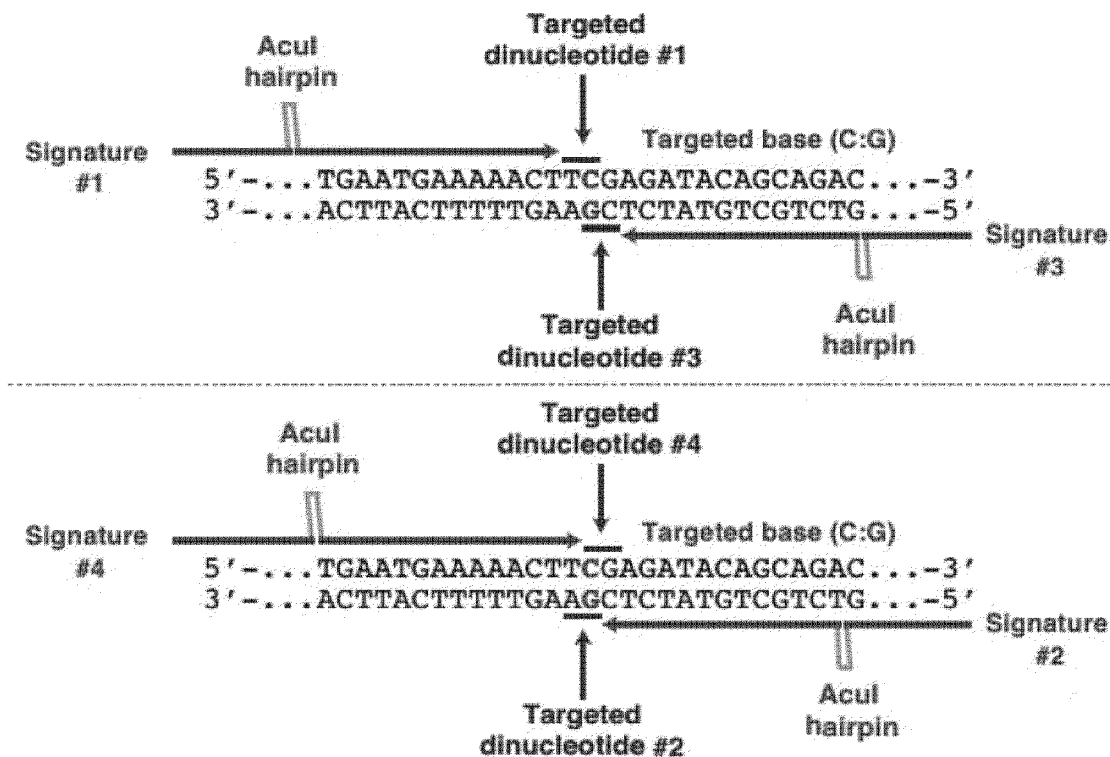 Targeted
dinucleotide #1
AcuI
hairpin
Signature
#1
Targeted base (C:G)
5′-...TGAATGAAAAACTTCGAGATACAGCAGAC...-3′
3′-...ACTTACTTTTTGAAGCTCTATGTCGTCTG...-5′
Signature
#3
Targeted
dinucleotide #3
AcuI
hairpin
Targeted
dinucleotide #4
AcuI
hairpin
Signature
#4
Targeted base (C:G)
5′-...TGAATGAAAAACTTCGAGATACAGCAGAC...-3′
3′-...ACTTACTTTTTGAAGCTCTATGTCGTCTG...-5′
Signature
#2
Targeted
dinucleotide #2
AcuI
hairpin